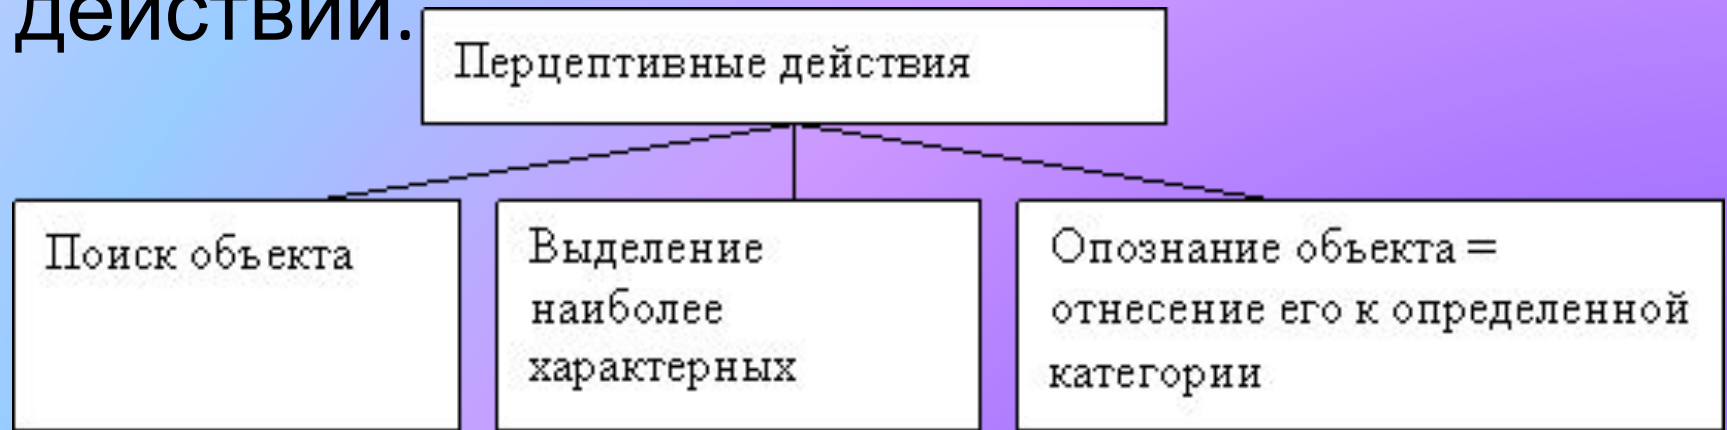 действий.
Перцептивные действия
Поиск объекта
Выделение
наиболее
характерных
Опознание объекта =
отнесение его к определенной
категории